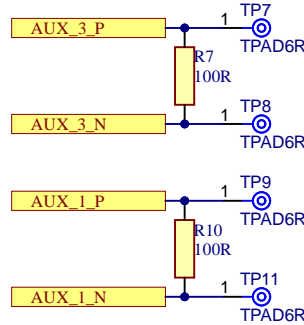 TP7
AUX_3_P
1
TPAD6R
R7
100R
TP8
AUX_3_N
1
TPAD6R
TP9
AUX_1_P
1
TPAD6R
R10
100R
TP11
AUX_1_N
1
TPAD6R